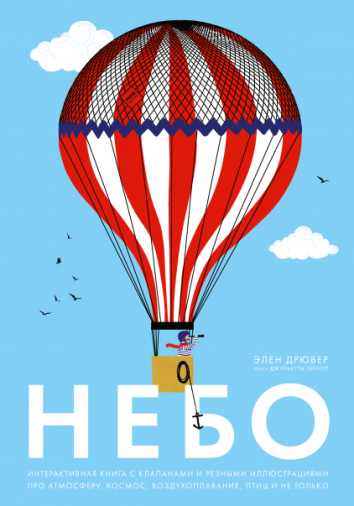 ЭЛЕН ДРЮВЕР
ТЕКСТ ДЖУЛЬЕТТЫ ЭЙНОР
НЕБО
ИНТЕРАКТИВНАЯ КНИГА С КЛАПАНАМИ И РЕЗНЫМИ ИЛЛЮСТРАЦИЯМИ
ПРО АТМОСФЕРУ, КОСМОС, ВОЗДУХОПЛАВАНИЕ, ПТИЦ И НЕ ТОЛЬКО